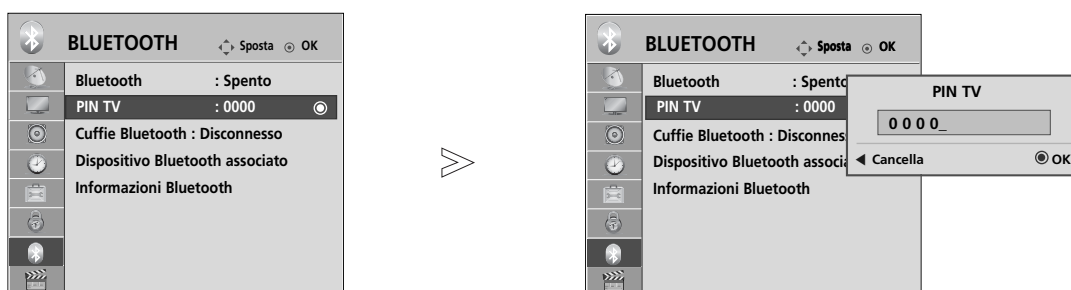 BLUETOOTH Sposta OK
Bluetooth : Spento
PIN TV : 0000
Cuffie Bluetooth : Disconnesso
Dispositivo Bluetooth associato
Informazioni Bluetooth
BLUETOOTH Sposta OK
Bluetooth : Spento
PIN TV : 0000
Cuffie Bluetooth : Disconnes
Dispositivo Bluetooth associa
Informazioni Bluetooth
PIN TV
0 0 0 0_
◀ Cancella OK